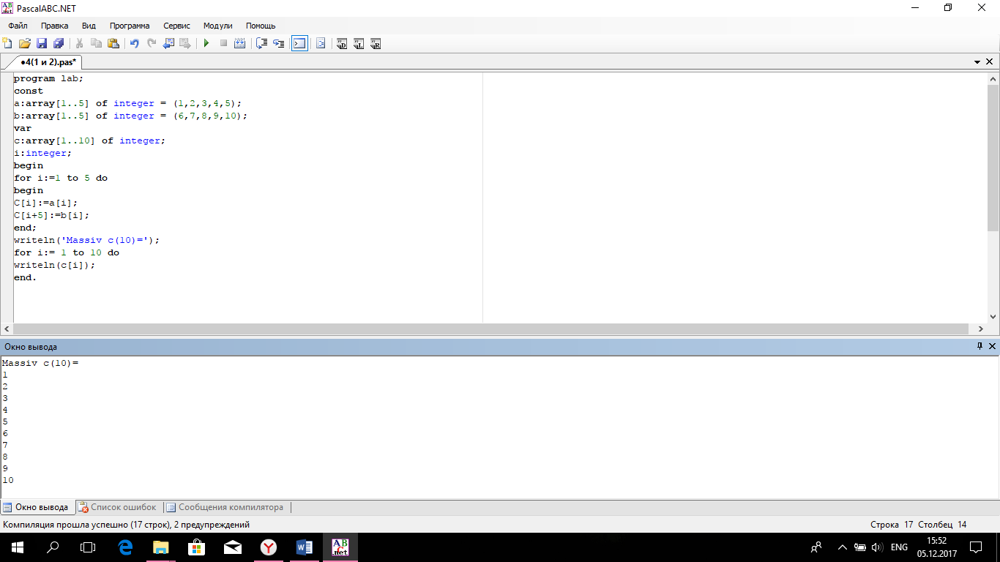 PascalABC.NET
Файл Правка Вид Программа Сервис Модули Помощь
●4(1 и 2).pas*
program lab;
const
a:array[1..5] of integer = (1,2,3,4,5);
b:array[1..5] of integer = (6,7,8,9,10);
var
c:array[1..10] of integer;
i:integer;
begin
for i:=1 to 5 do
begin
C[i]:=a[i];
C[i+5]:=b[i];
end;
writeln('Massiv c(10)=');
for i:= 1 to 10 do
writeln(c[i]);
end.
Окно вывода
Massiv c(10)=
1
2
3
4
5
6
7
8
9
10
Окно вывода Список ошибок Сообщения компилятора
Компиляция прошла успешно (17 строк), 2 предупреждений Строка 17 Столбец 14
ENG 15:52
05.12.2017